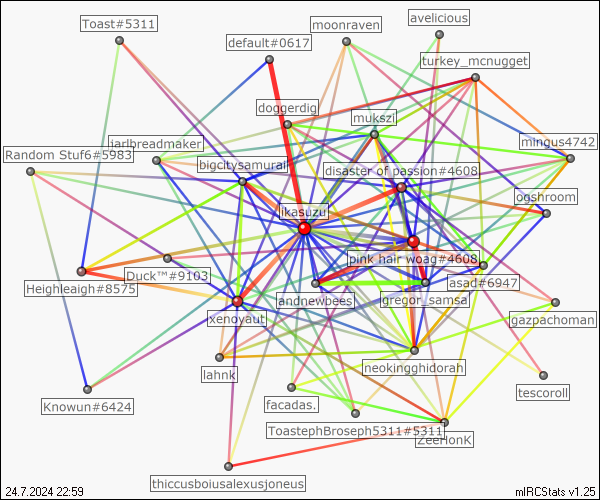 Toast#5311
moonraven
avelicious
default#0617
turkey_mcnugget
doggerdig
mukszi
jarlbreadmaker
mingus4742
Random Stuf6#5983
bigcitysamurai
disaster of passion#4608
ogshroom
ikasuzu
pink hair woag#4608
Duck™#9103
Heighleaigh#8575
andnewbees
gregor_samsa
asad#6947
xenoyaut
gazpachoman
lahnk
neokingghidorah
tescoroll
Knowun#6424
facadas.
ToastephBroseph5311#5311
ZeeHonK
thiccusboiusalexusjoneus
24.7.2024 22:59
mIRCStats v1.25